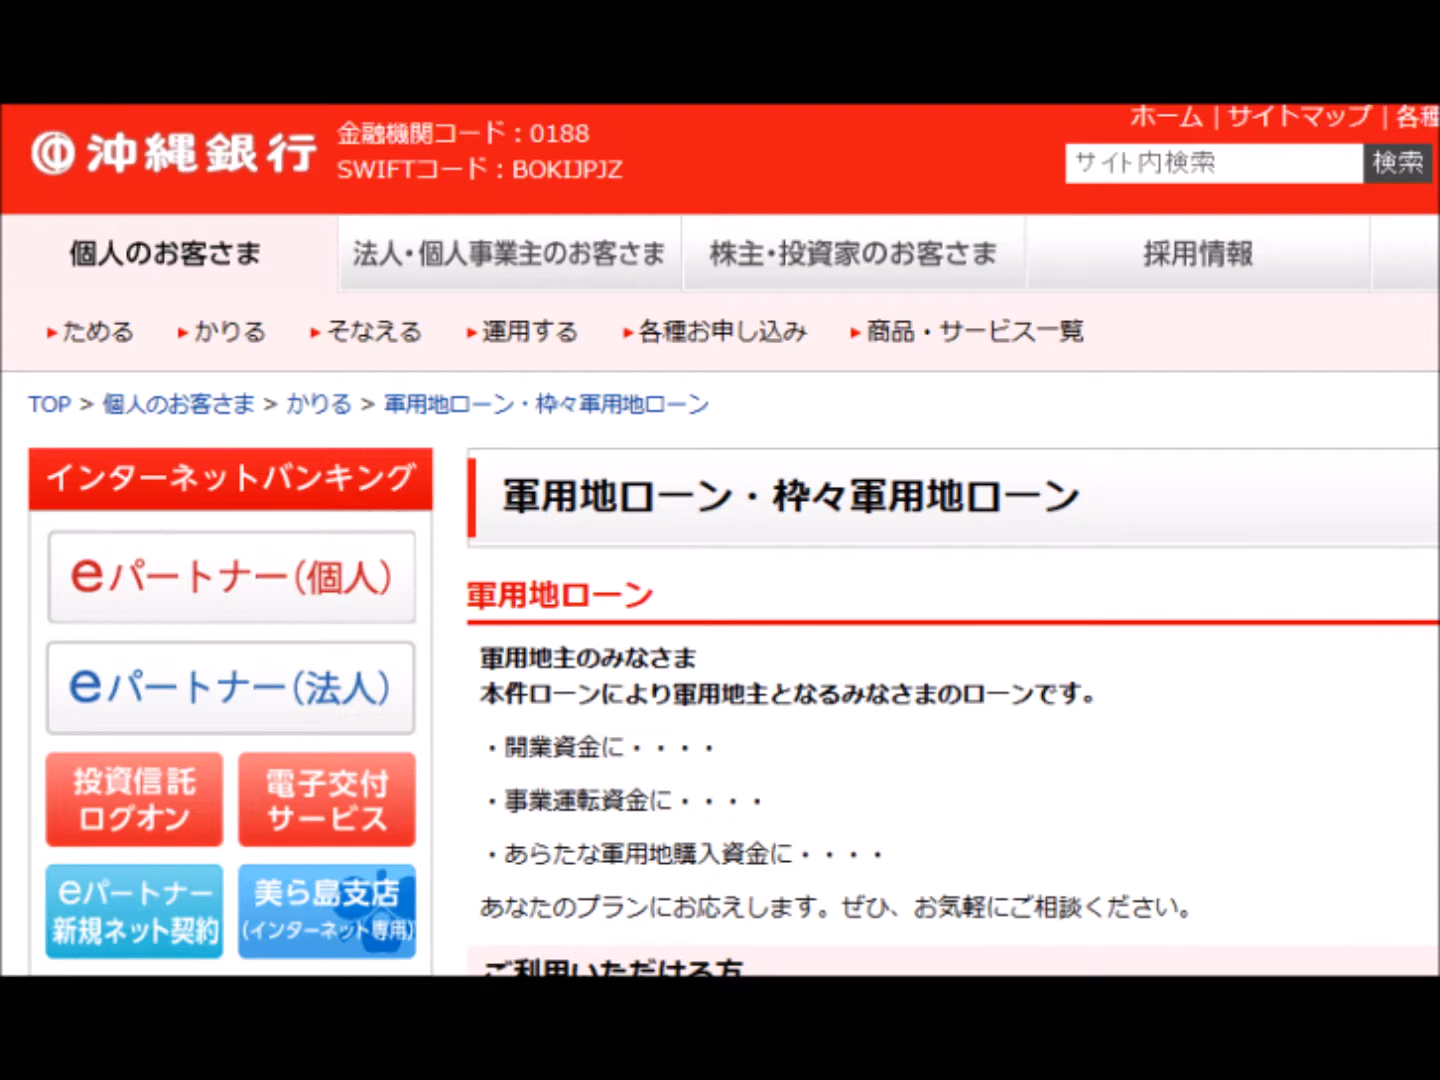 沖縄銀行
金融機関コード：0188
SWIFTコード：BOKIJPJZ
ホーム｜サイトマップ｜各種
サイト内検索 検索
個人のお客さま 法人・個人事業主のお客さま 株主・投資家のお客さま 採用情報
ためる かりる そなえる 運用する 各種お申し込み 商品・サービス一覧
TOP > 個人のお客さま > かりる > 軍用地ローン・枠々軍用地ローン
インターネットバンキング
eパートナー（個人）
eパートナー（法人）
投資信託
ログオン
電子交付
サービス
eパートナー
新規ネット契約
美ら島支店
（インターネット専用）
軍用地ローン・枠々軍用地ローン
軍用地ローン
軍用地主のみなさま
本件ローンにより軍用地主となるみなさまのローンです。
・開業資金に・・・・
・事業運転資金に・・・・
・あらたな軍用地購入資金に・・・・
あなたのプランにお応えします。ぜひ、お気軽にご相談ください。
ご利用いただける方